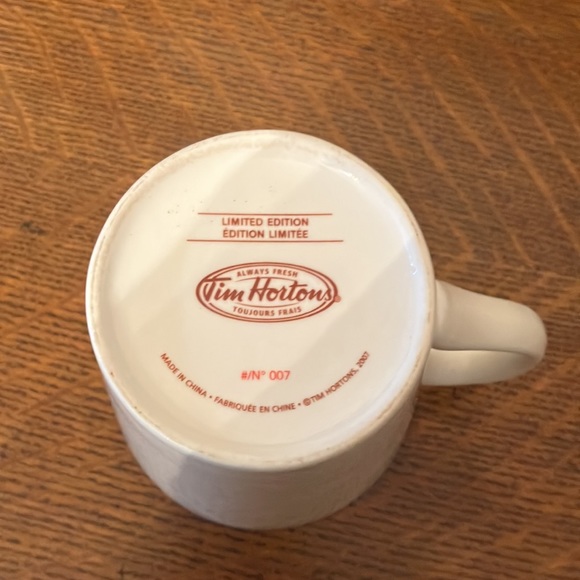 LIMITED EDITION
ÉDITION LIMITÉE
ALWAYS FRESH
Tim Hortons®
TOUJOURS FRAIS
#/N° 007
MADE IN CHINA • FABRIQUÉE EN CHINE • ©TIM HORTONS, 2007